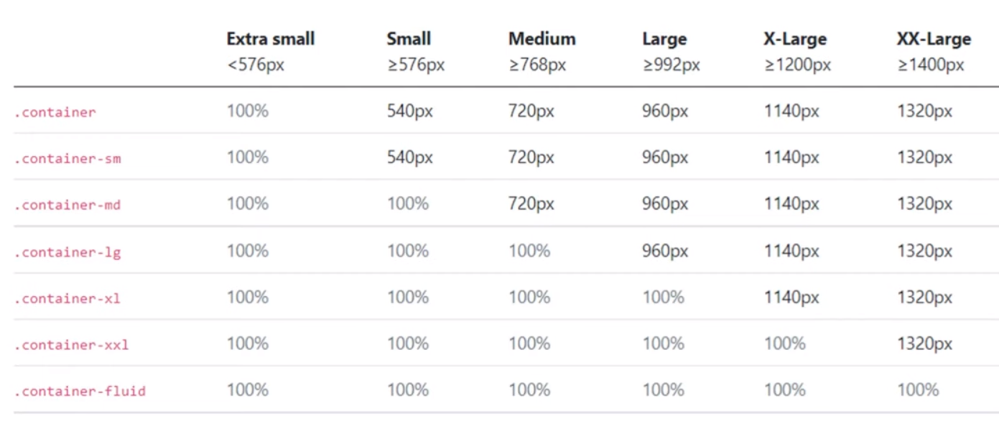 Extra small Small Medium Large X-Large XX-Large
<576px ≥576px ≥768px ≥992px ≥1200px ≥1400px
.container 100% 540px 720px 960px 1140px 1320px
.container-sm 100% 540px 720px 960px 1140px 1320px
.container-md 100% 100% 720px 960px 1140px 1320px
.container-lg 100% 100% 100% 960px 1140px 1320px
.container-xl 100% 100% 100% 100% 1140px 1320px
.container-xxl 100% 100% 100% 100% 100% 1320px
.container-fluid 100% 100% 100% 100% 100% 100%